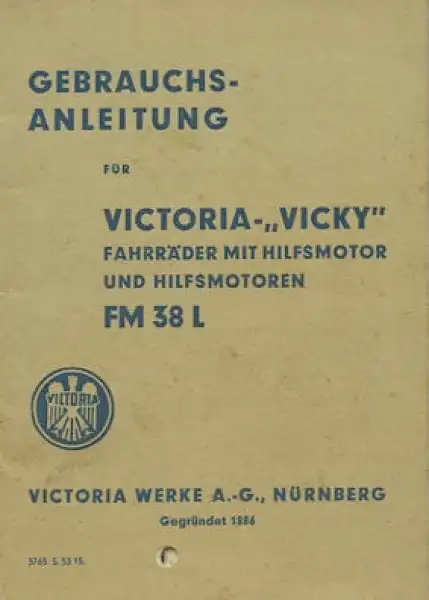 GEBRAUCHS-
ANLEITUNG
FÜR
VICTORIA-„VICKY"
FAHRRÄDER MIT HILFSMOTOR
UND HILFSMOTOREN
FM 38 L
VICTORIA
VICTORIA WERKE A.-G., NÜRNBERG
Gegründet 1886
5765. 5. 53 15.